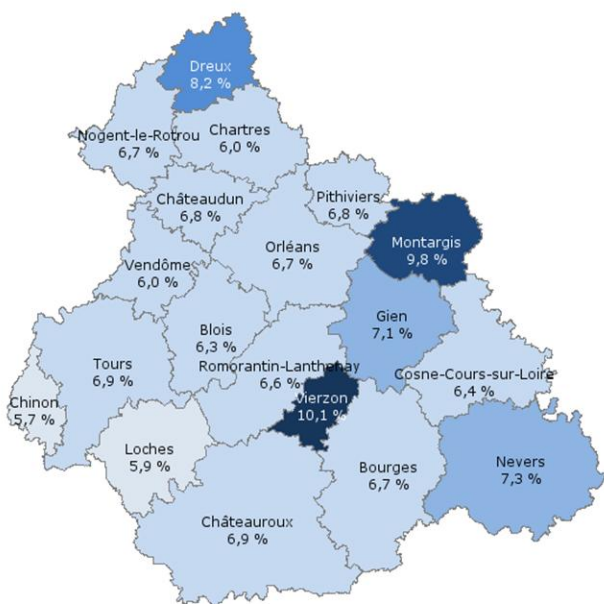 Dreux
8,2 %
Nogent-le-Rotrou
6,7 %
Chartres
6,0 %
Châteaudun
6,8 %
Pithiviers
6,8 %
Orléans
6,7 %
Montargis
9,8 %
Vendôme
6,0 %
Gien
7,1 %
Blois
6,3 %
Tours
6,9 %
Romorantin-Lanthenay
6,6 %
Cosne-Cours-sur-Loire
6,4 %
Chinon
5,7 %
Vierzon
10,1 %
Loches
5,9 %
Bourges
6,7 %
Nevers
7,3 %
Châteauroux
6,9 %